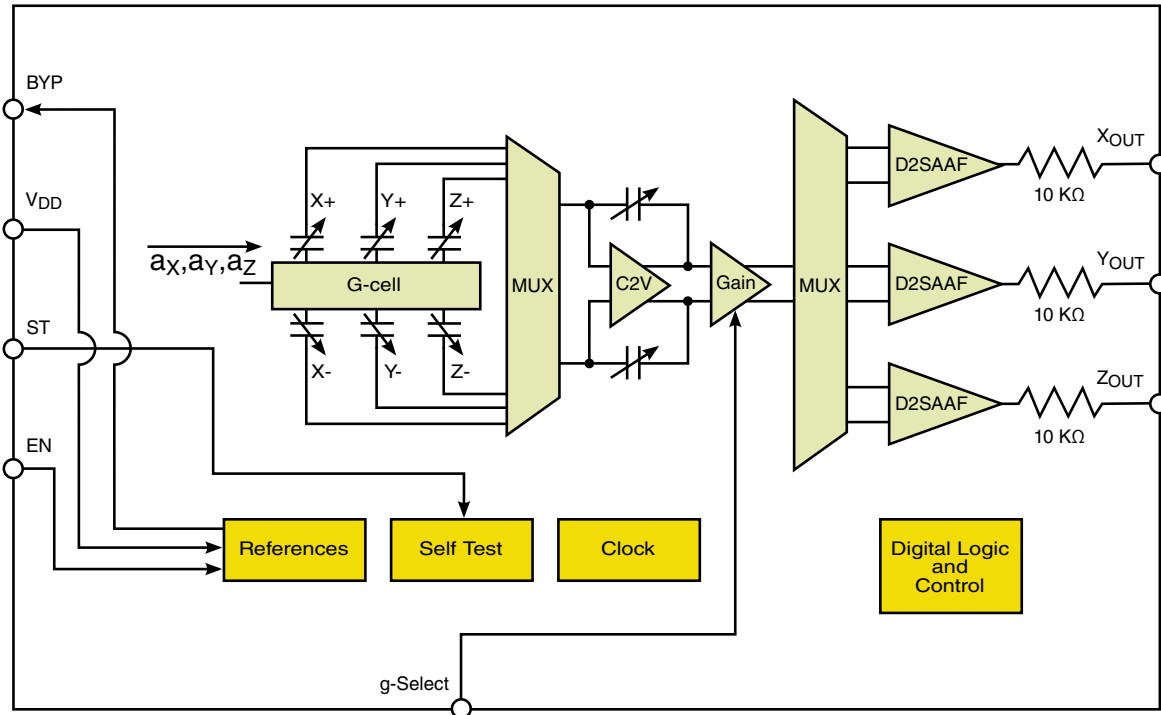 BYP
VDD
ST
EN
aX,aY,aZ
X+ Y+ Z+
G-cell
X- Y- Z-
MUX
C2V
Gain
MUX
D2SAAF
10 KΩ
XOUT
D2SAAF
10 KΩ
YOUT
D2SAAF
10 KΩ
ZOUT
References
Self Test
Clock
Digital Logic
and
Control
g-Select